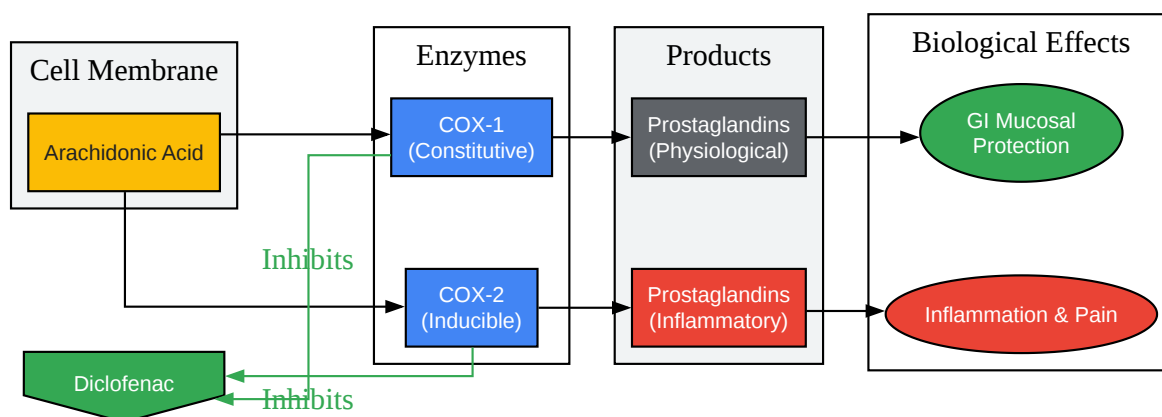 Cell Membrane
Arachidonic Acid
Enzymes
COX-1
(Constitutive)
COX-2
(Inducible)
Products
Prostaglandins
(Physiological)
Prostaglandins
(Inflammatory)
Biological Effects
GI Mucosal
Protection
Inflammation & Pain
Inhibits
Diclofenac
Inhibits